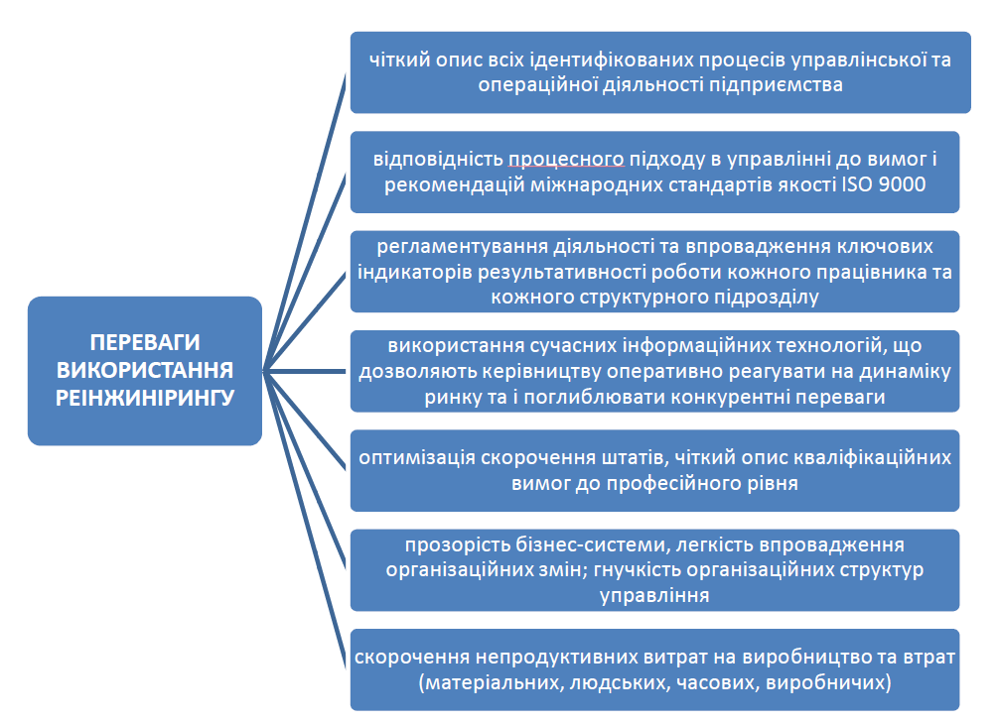 ПЕРЕВАГИ
ВИКОРИСТАННЯ
РЕІНЖИНІРИНГУ
чіткий опис всіх ідентифікованих процесів управлінської та
операційної діяльності підприємства
відповідність процесного підходу в управлінні до вимог і
рекомендацій міжнародних стандартів якості ISO 9000
регламентування діяльності та впровадження ключових
індикаторів результативності роботи кожного працівника та
кожного структурного підрозділу
використання сучасних інформаційних технологій, що
дозволяють керівництву оперативно реагувати на динаміку
ринку та і поглиблювати конкурентні переваги
оптимізація скорочення штатів, чіткий опис кваліфікаційних
вимог до професійного рівня
прозорість бізнес-системи, легкість впровадження
організаційних змін; гнучкість організаційних структур
управління
скорочення непродуктивних витрат на виробництво та втрат
(матеріальних, людських, часових, виробничих)